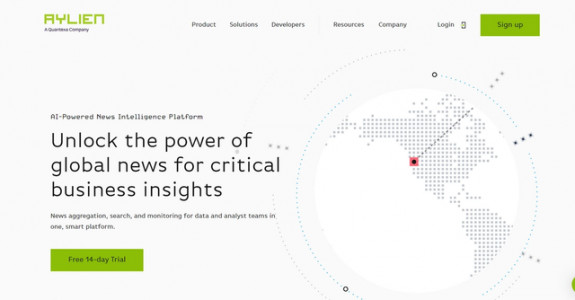 AYLIEN
A Quantexa Company
Product Solutions Developers Resources Company Login Sign up
AI-Powered News Intelligence Platform
Unlock the power of
global news for critical
business insights
News aggregation, search, and monitoring for data and analyst teams in
one, smart platform.
Free 14-day Trial